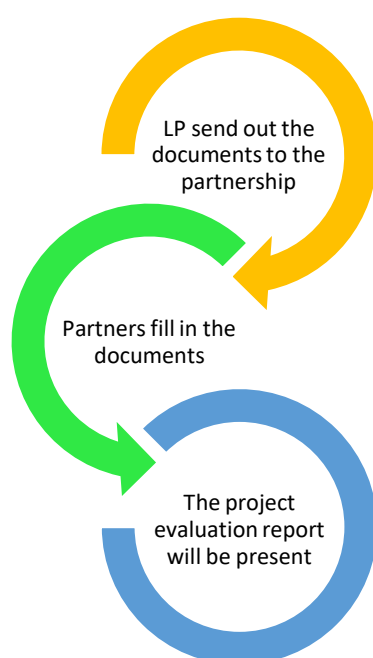 LP send out the
documents to the
partnership
Partners fill in the
documents
The project
evaluation report
will be present